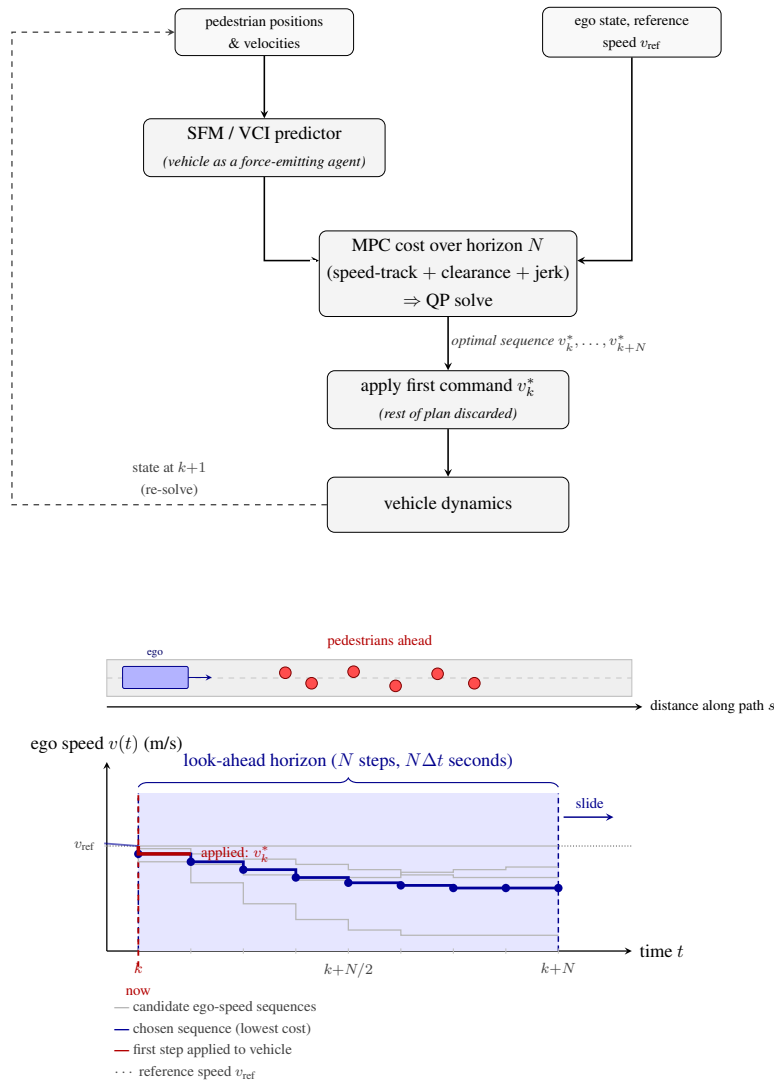 pedestrian positions
& velocities
ego state, reference
speed v_ref
SFM / VCI predictor
(vehicle as a force-emitting agent)
MPC cost over horizon N
(speed-track + clearance + jerk)
⇒ QP solve
optimal sequence v*_k, . . . , v*_{k+N}
apply first command v*_k
(rest of plan discarded)
state at k+1
(re-solve)
vehicle dynamics
pedestrians ahead
ego
distance along path s
ego speed v(t) (m/s)
look-ahead horizon (N steps, NΔt seconds)
slide
v_ref
applied: v*_k
time t
k
k+N/2
k+N
now
candidate ego-speed sequences
chosen sequence (lowest cost)
first step applied to vehicle
reference speed v_ref